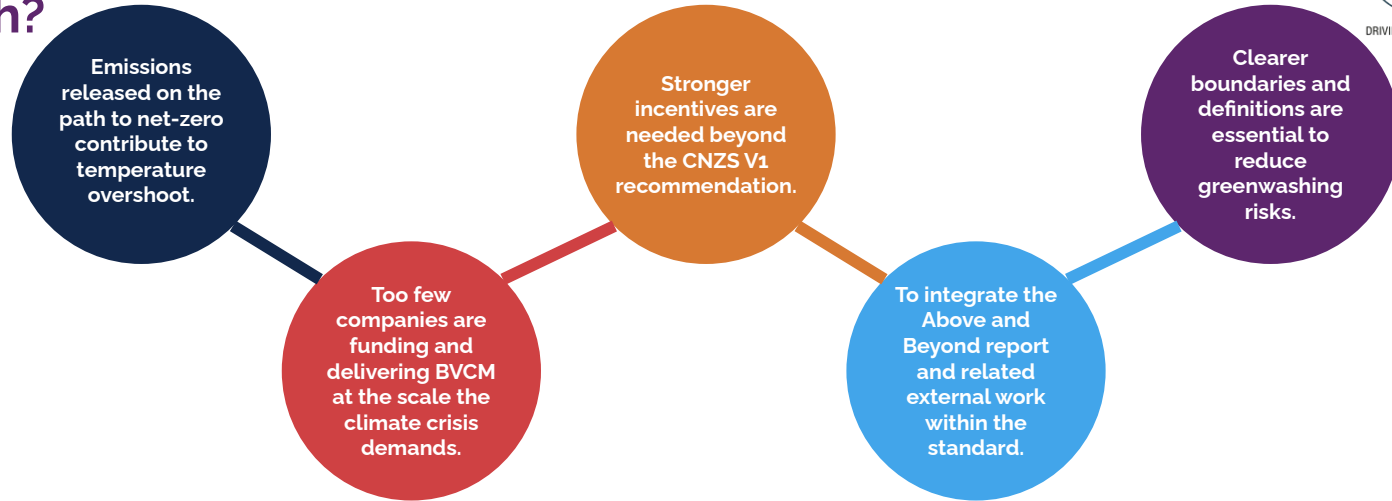 h?
DRIVI
Emissions
released on the
path to net-zero
contribute to
temperature
overshoot.
Too few
companies are
funding and
delivering BVCM
at the scale the
climate crisis
demands.
Stronger
incentives are
needed beyond
the CNZS V1
recommendation.
To integrate the
Above and
Beyond report
and related
external work
within the
standard.
Clearer
boundaries and
definitions are
essential to
reduce
greenwashing
risks.